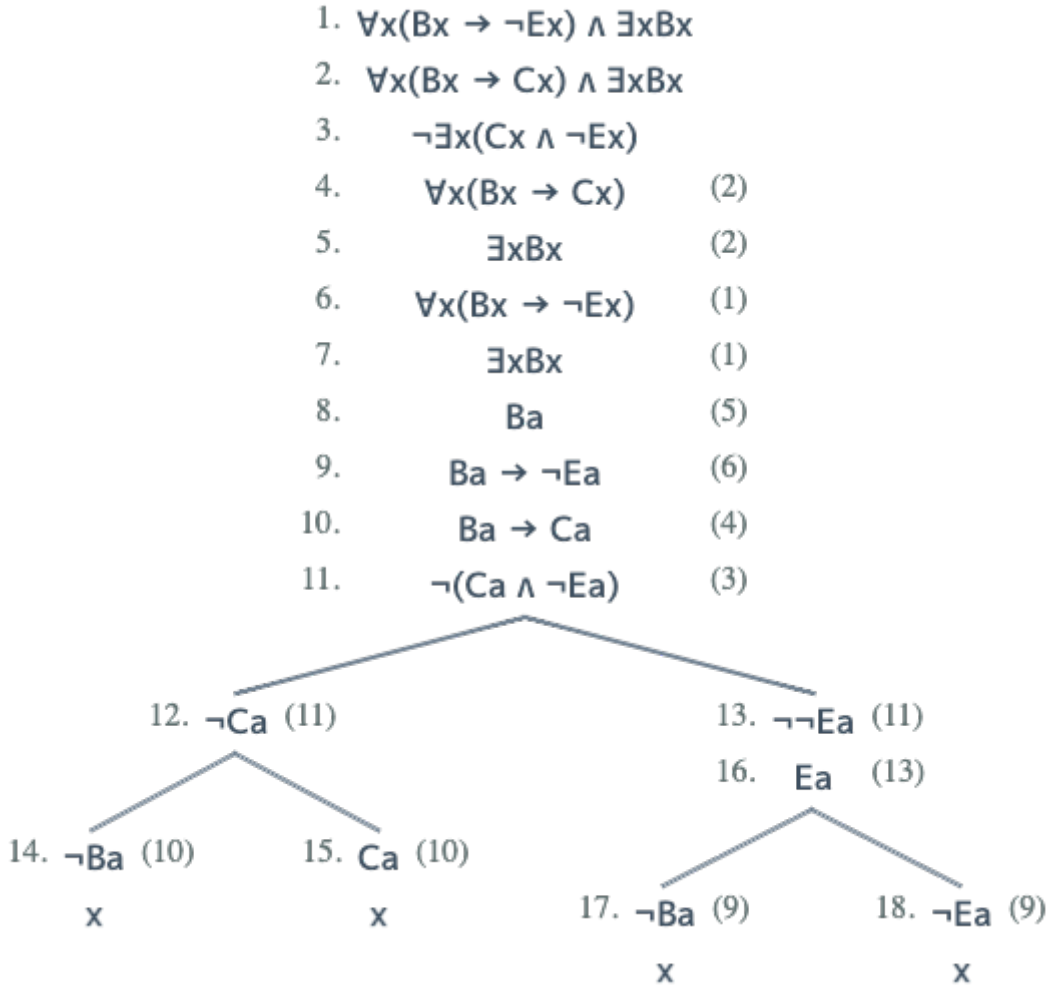 1. ∀x(Bx → ¬Ex) ∧ ∃xBx
2. ∀x(Bx → Cx) ∧ ∃xBx
3. ¬∃x(Cx ∧ ¬Ex)
4. ∀x(Bx → Cx) (2)
5. ∃xBx (2)
6. ∀x(Bx → ¬Ex) (1)
7. ∃xBx (1)
8. Ba (5)
9. Ba → ¬Ea (6)
10. Ba → Ca (4)
11. ¬(Ca ∧ ¬Ea) (3)
12. ¬Ca (11) 13. ¬¬Ea (11)
16. Ea (13)
14. ¬Ba (10) 15. Ca (10)
17. ¬Ba (9) 18. ¬Ea (9)
x x
x x